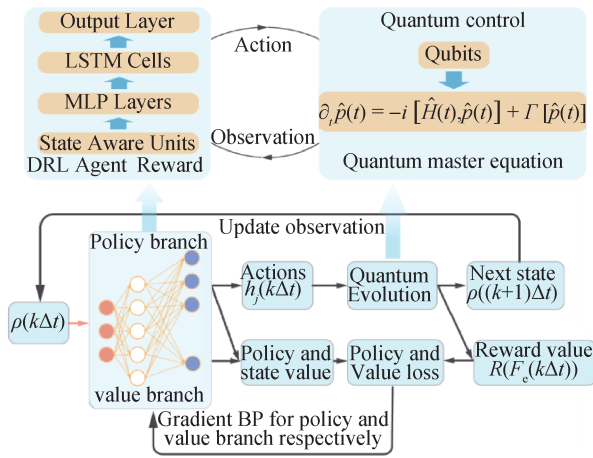 Output Layer
LSTM Cells
MLP Layers
State Aware Units
DRL Agent Reward
Action
Observation
Quantum control
Qubits
∂ₜp̂(t) = −i [Ĥ(t),p̂(t)] + Γ [p̂(t)]
Quantum master equation
Update observation
Policy branch
value branch
ρ(kΔt)
Actions
hⱼ(kΔt)
Quantum
Evolution
Next state
ρ((k+1)Δt)
Policy and
state value
Policy and
Value loss
Reward value
R(Fₑ(kΔt))
Gradient BP for policy and
value branch respectively